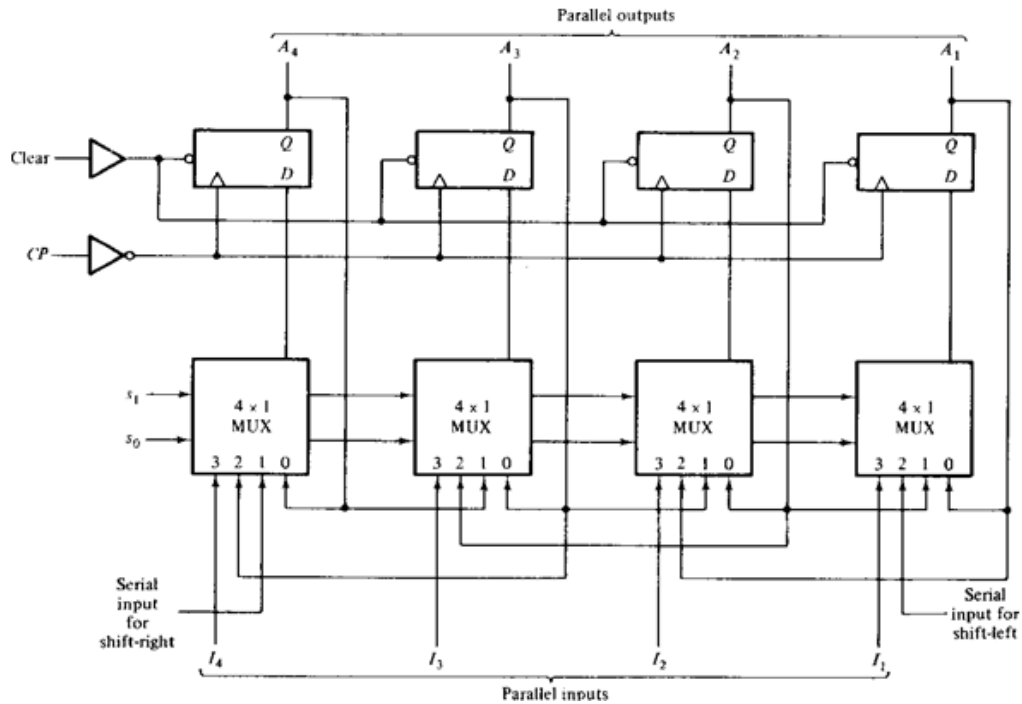 Parallel outputs
A4 A3 A2 A1
Q Q Q Q
Clear D D D D
CP
s1 4 × 1 4 × 1 4 × 1 4 × 1
MUX MUX MUX MUX
s0
3 2 1 0 3 2 1 0 3 2 1 0 3 2 1 0
Serial
input
for
shift-right
Serial
input for
shift-left
I4 I3 I2 I1
Parallel inputs